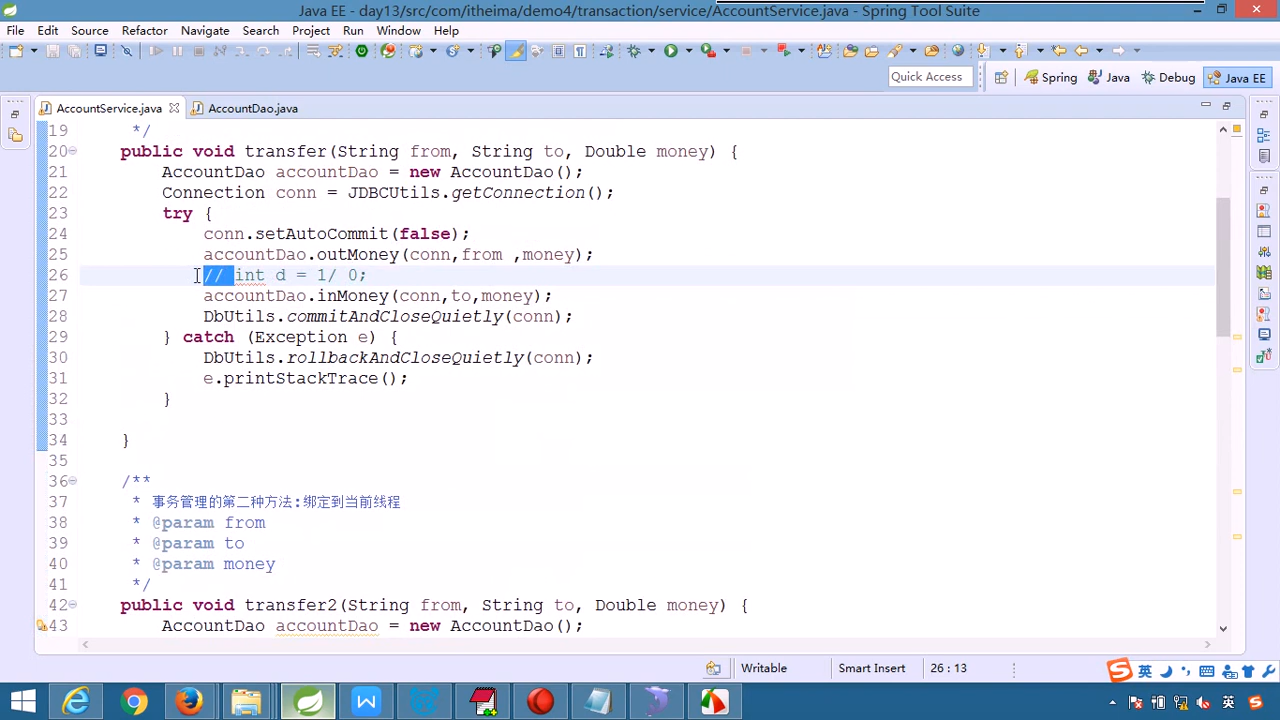 Java EE - day13/src/com/itheima/demo4/transaction/service/AccountService.java - Spring Tool Suite
File Edit Source Refactor Navigate Search Project Run Window Help
Quick Access
Spring
Java
Debug
Java EE
AccountService.java
AccountDao.java
19 */
20 public void transfer(String from, String to, Double money) {
21 AccountDao accountDao = new AccountDao();
22 Connection conn = JDBCUtils.getConnection();
23 try {
24 conn.setAutoCommit(false);
25 accountDao.outMoney(conn,from ,money);
26 // int d = 1/ 0;
27 accountDao.inMoney(conn,to,money);
28 DbUtils.commitAndCloseQuietly(conn);
29 } catch (Exception e) {
30 DbUtils.rollbackAndCloseQuietly(conn);
31 e.printStackTrace();
32 }
33
34 }
35
36 /**
37 * 事务管理的第二种方法:绑定到当前线程
38 * @param from
39 * @param to
40 * @param money
41 */
42 public void transfer2(String from, String to, Double money) {
43 AccountDao accountDao = new AccountDao();
Writable
Smart Insert
26 : 13
英
英